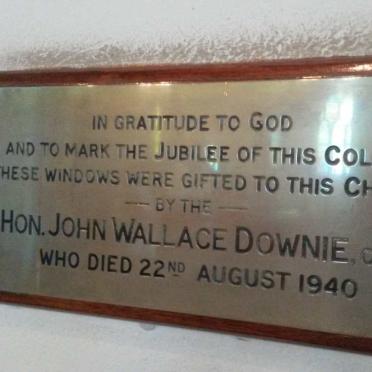 IN GRATITUDE TO GOD
AND TO MARK THE JUBILEE OF THIS COL
THESE WINDOWS WERE GIFTED TO THIS CH
— BY THE —
HON. JOHN WALLACE DOWNIE,
WHO DIED 22ND AUGUST 1940